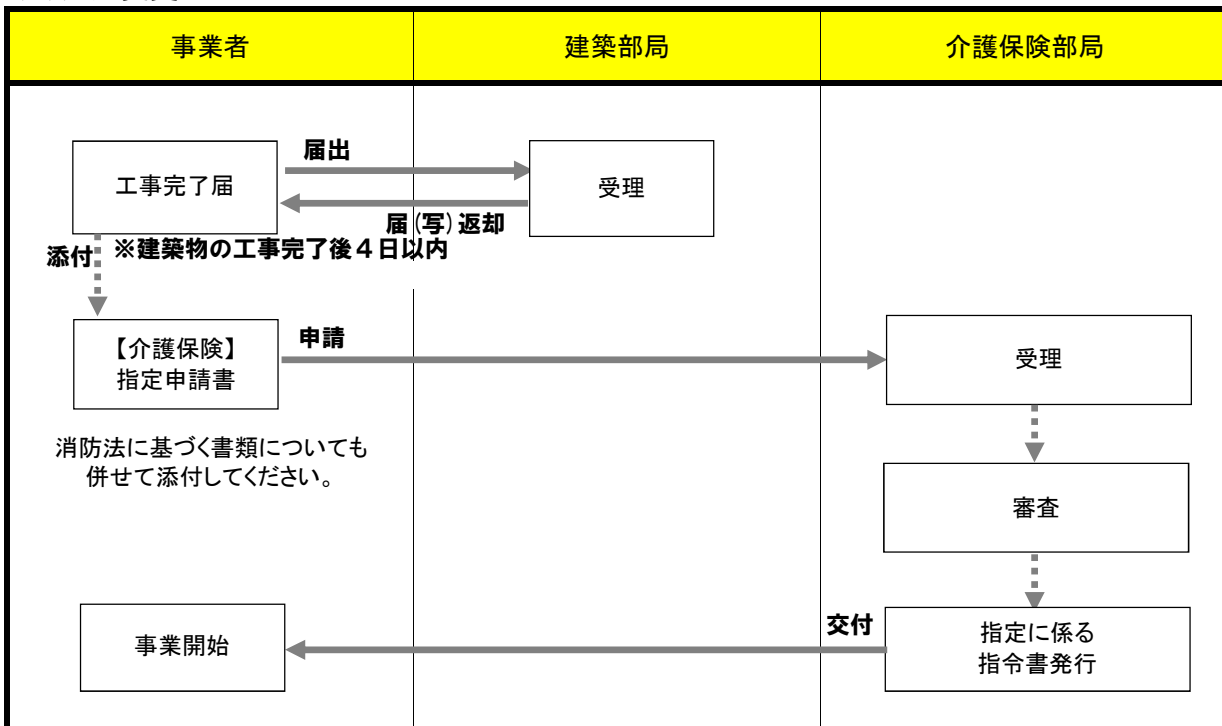 事業者
建築部局
介護保険部局
届出
工事完了届
受理
届(写)返却
添付
※建築物の工事完了後４日以内
【介護保険】
指定申請書
申請
受理
消防法に基づく書類についても
併せて添付してください。
審査
事業開始
交付
指定に係る
指令書発行